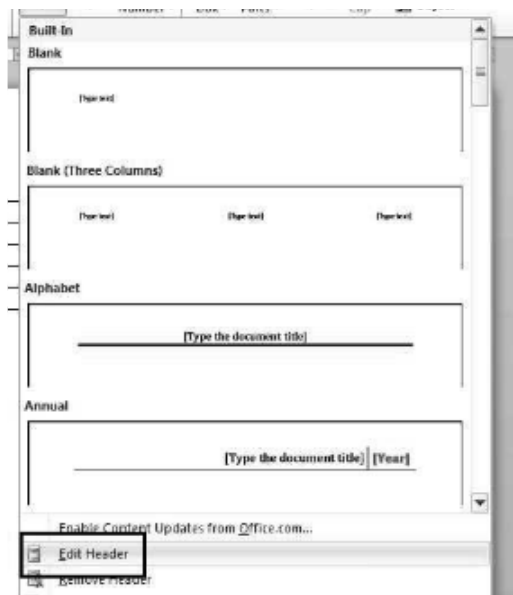 Built-In
Blank
[Type text]
Blank (Three Columns)
[Type text] [Type text] [Type text]
Alphabet
[Type the document title]
Annual
[Type the document title] [Year]
Enable Content Updates from Office.com...
Edit Header
Remove Header